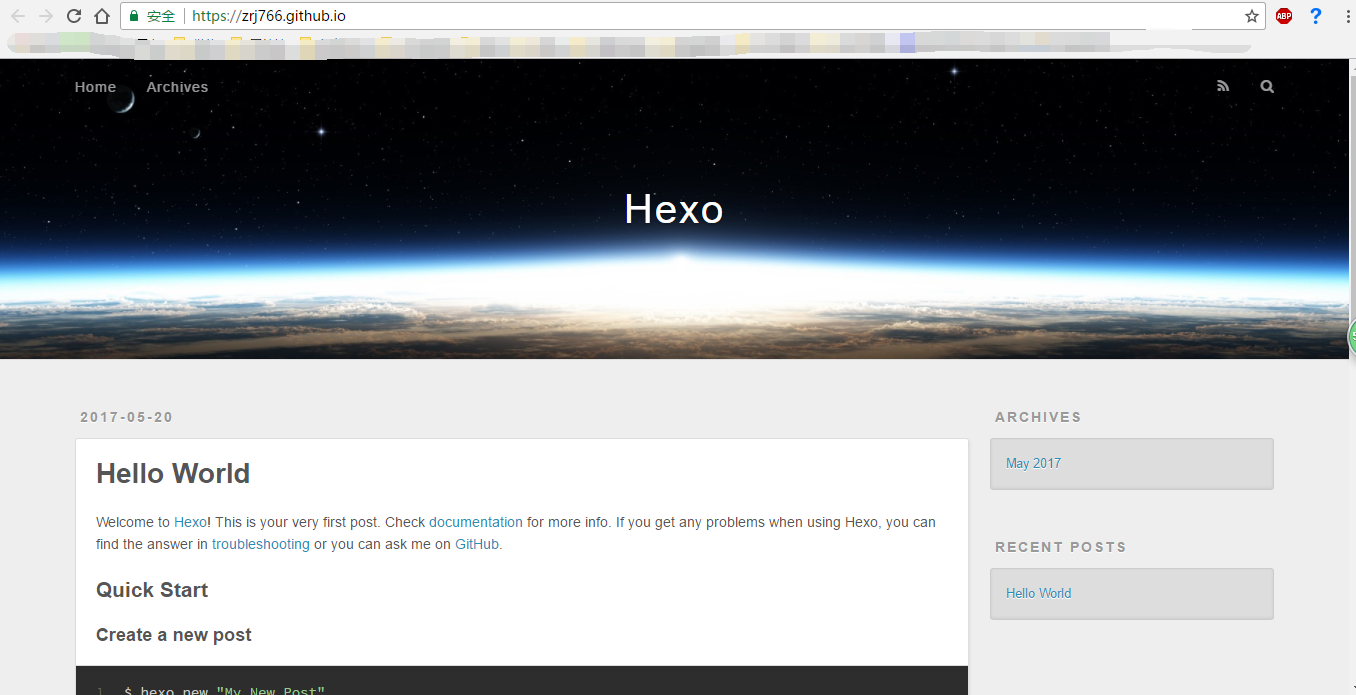 安全 https://zrj766.github.io
ABP ?
Home Archives
Hexo
2017-05-20
Hello World
Welcome to Hexo! This is your very first post. Check documentation for more info. If you get any problems when using Hexo, you can
find the answer in troubleshooting or you can ask me on GitHub.
Quick Start
Create a new post
1 $ hexo new "My New Post"
ARCHIVES
May 2017
RECENT POSTS
Hello World